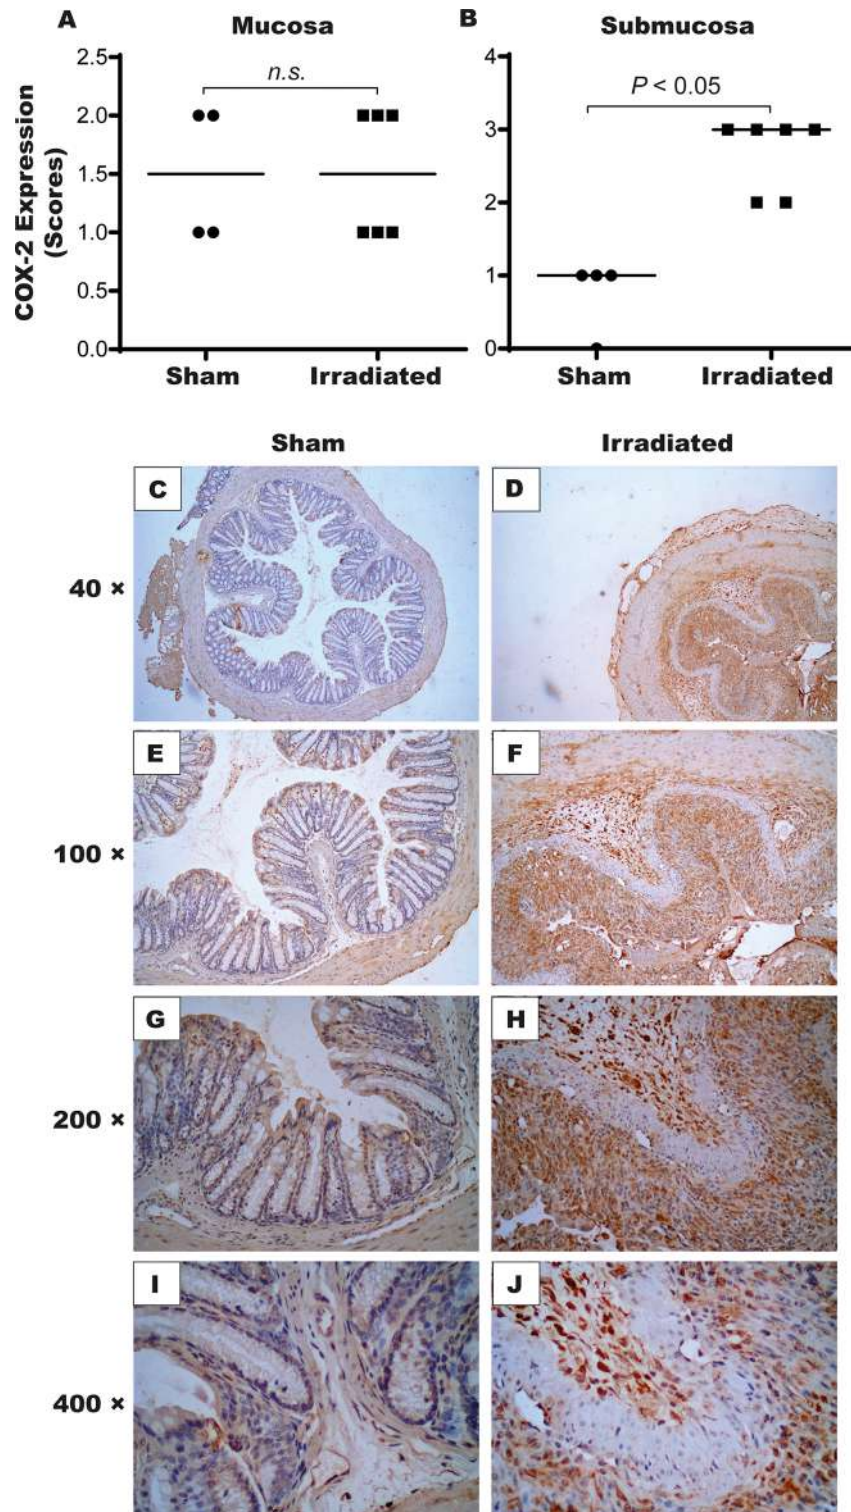 A
Mucosa
COX-2 Expression
(Scores)
2.5
2.0
1.5
1.0
0.5
0.0
n.s.
Sham
Irradiated
B
Submucosa
4
3
2
1
0
P < 0.05
Sham
Irradiated
Sham
Irradiated
40 ×
C
D
100 ×
E
F
200 ×
G
H
400 ×
I
J